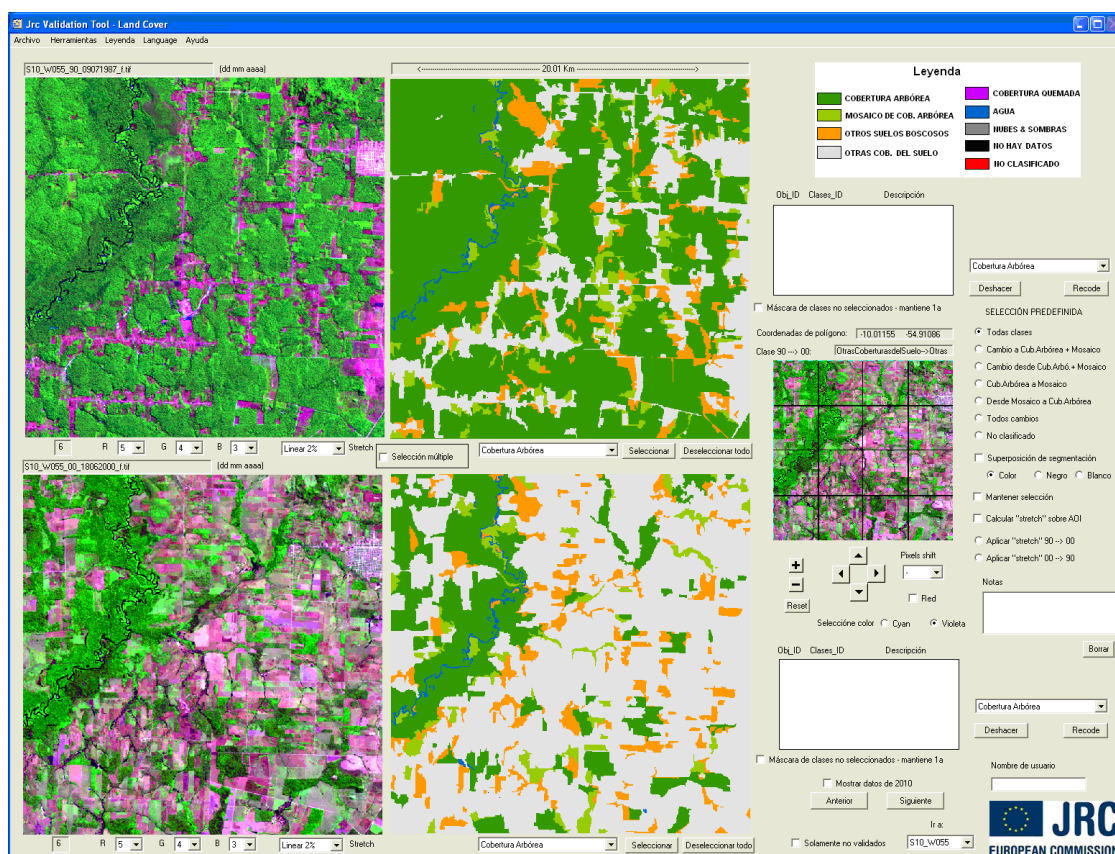 Jrc Validation Tool - Land Cover
Archivo Herramientas Leyenda Language Ayuda
S10_W055_90_09071987_f.tif (dd mm aaaa)
<----------- 20.01 Km ----------->
Leyenda
COBERTURA ARBÓREA COBERTURA QUEMADA
MOSAICO DE COB. ARBÓREA AGUA
OTROS SUELOS BOSCOSOS NUBES & SOMBRAS
OTRAS COB. DEL SUELO NO HAY DATOS
NO CLASIFICADO
Obj_ID Clases_ID Descripción
Cobertura Arbórea
Deshacer Recode
Máscara de clases no seleccionados - mantiene 1a
SELECCIÓN PREDEFINIDA
Coordenadas de polígono: -10.01155 -54.91086
Todas clases
Clase 90 --> 00: OtrasCoberturasdelSuelo-->Otras
Cambio a Cub.Arbórea + Mosaico
Cambio desde Cub.Arbó.+ Mosaico
Cub.Arbórea a Mosaico
Desde Mosaico a Cub.Arbórea
Todos cambios
No clasificado
6 R 5 G 4 B 3 Linear 2% Stretch
Selección múltiple
Cobertura Arbórea Seleccionar Deseleccionar todo
Superposición de segmentación
Color Negro Blanco
S10_W055_00_18062000_f.tif (dd mm aaaa)
Mantener selección
Calcular "stretch" sobre AOI
Aplicar "stretch" 90 --> 00
Aplicar "stretch" 00 --> 90
+
-
Reset
Pixels shift
-
Red
Notas
Seleccióne color Cyan Violeta
Borrar
Obj_ID Clases_ID Descripción
Cobertura Arbórea
Deshacer Recode
Máscara de clases no seleccionados - mantiene 1a
Mostrar datos de 2010
Anterior Siguiente
Nombre de usuario
Ir a:
Solamente no validados S10_W055
6 R 5 G 4 B 3 Linear 2% Stretch
Cobertura Arbórea Seleccionar Deseleccionar todo
JRC
EUROPEAN COMMISSION